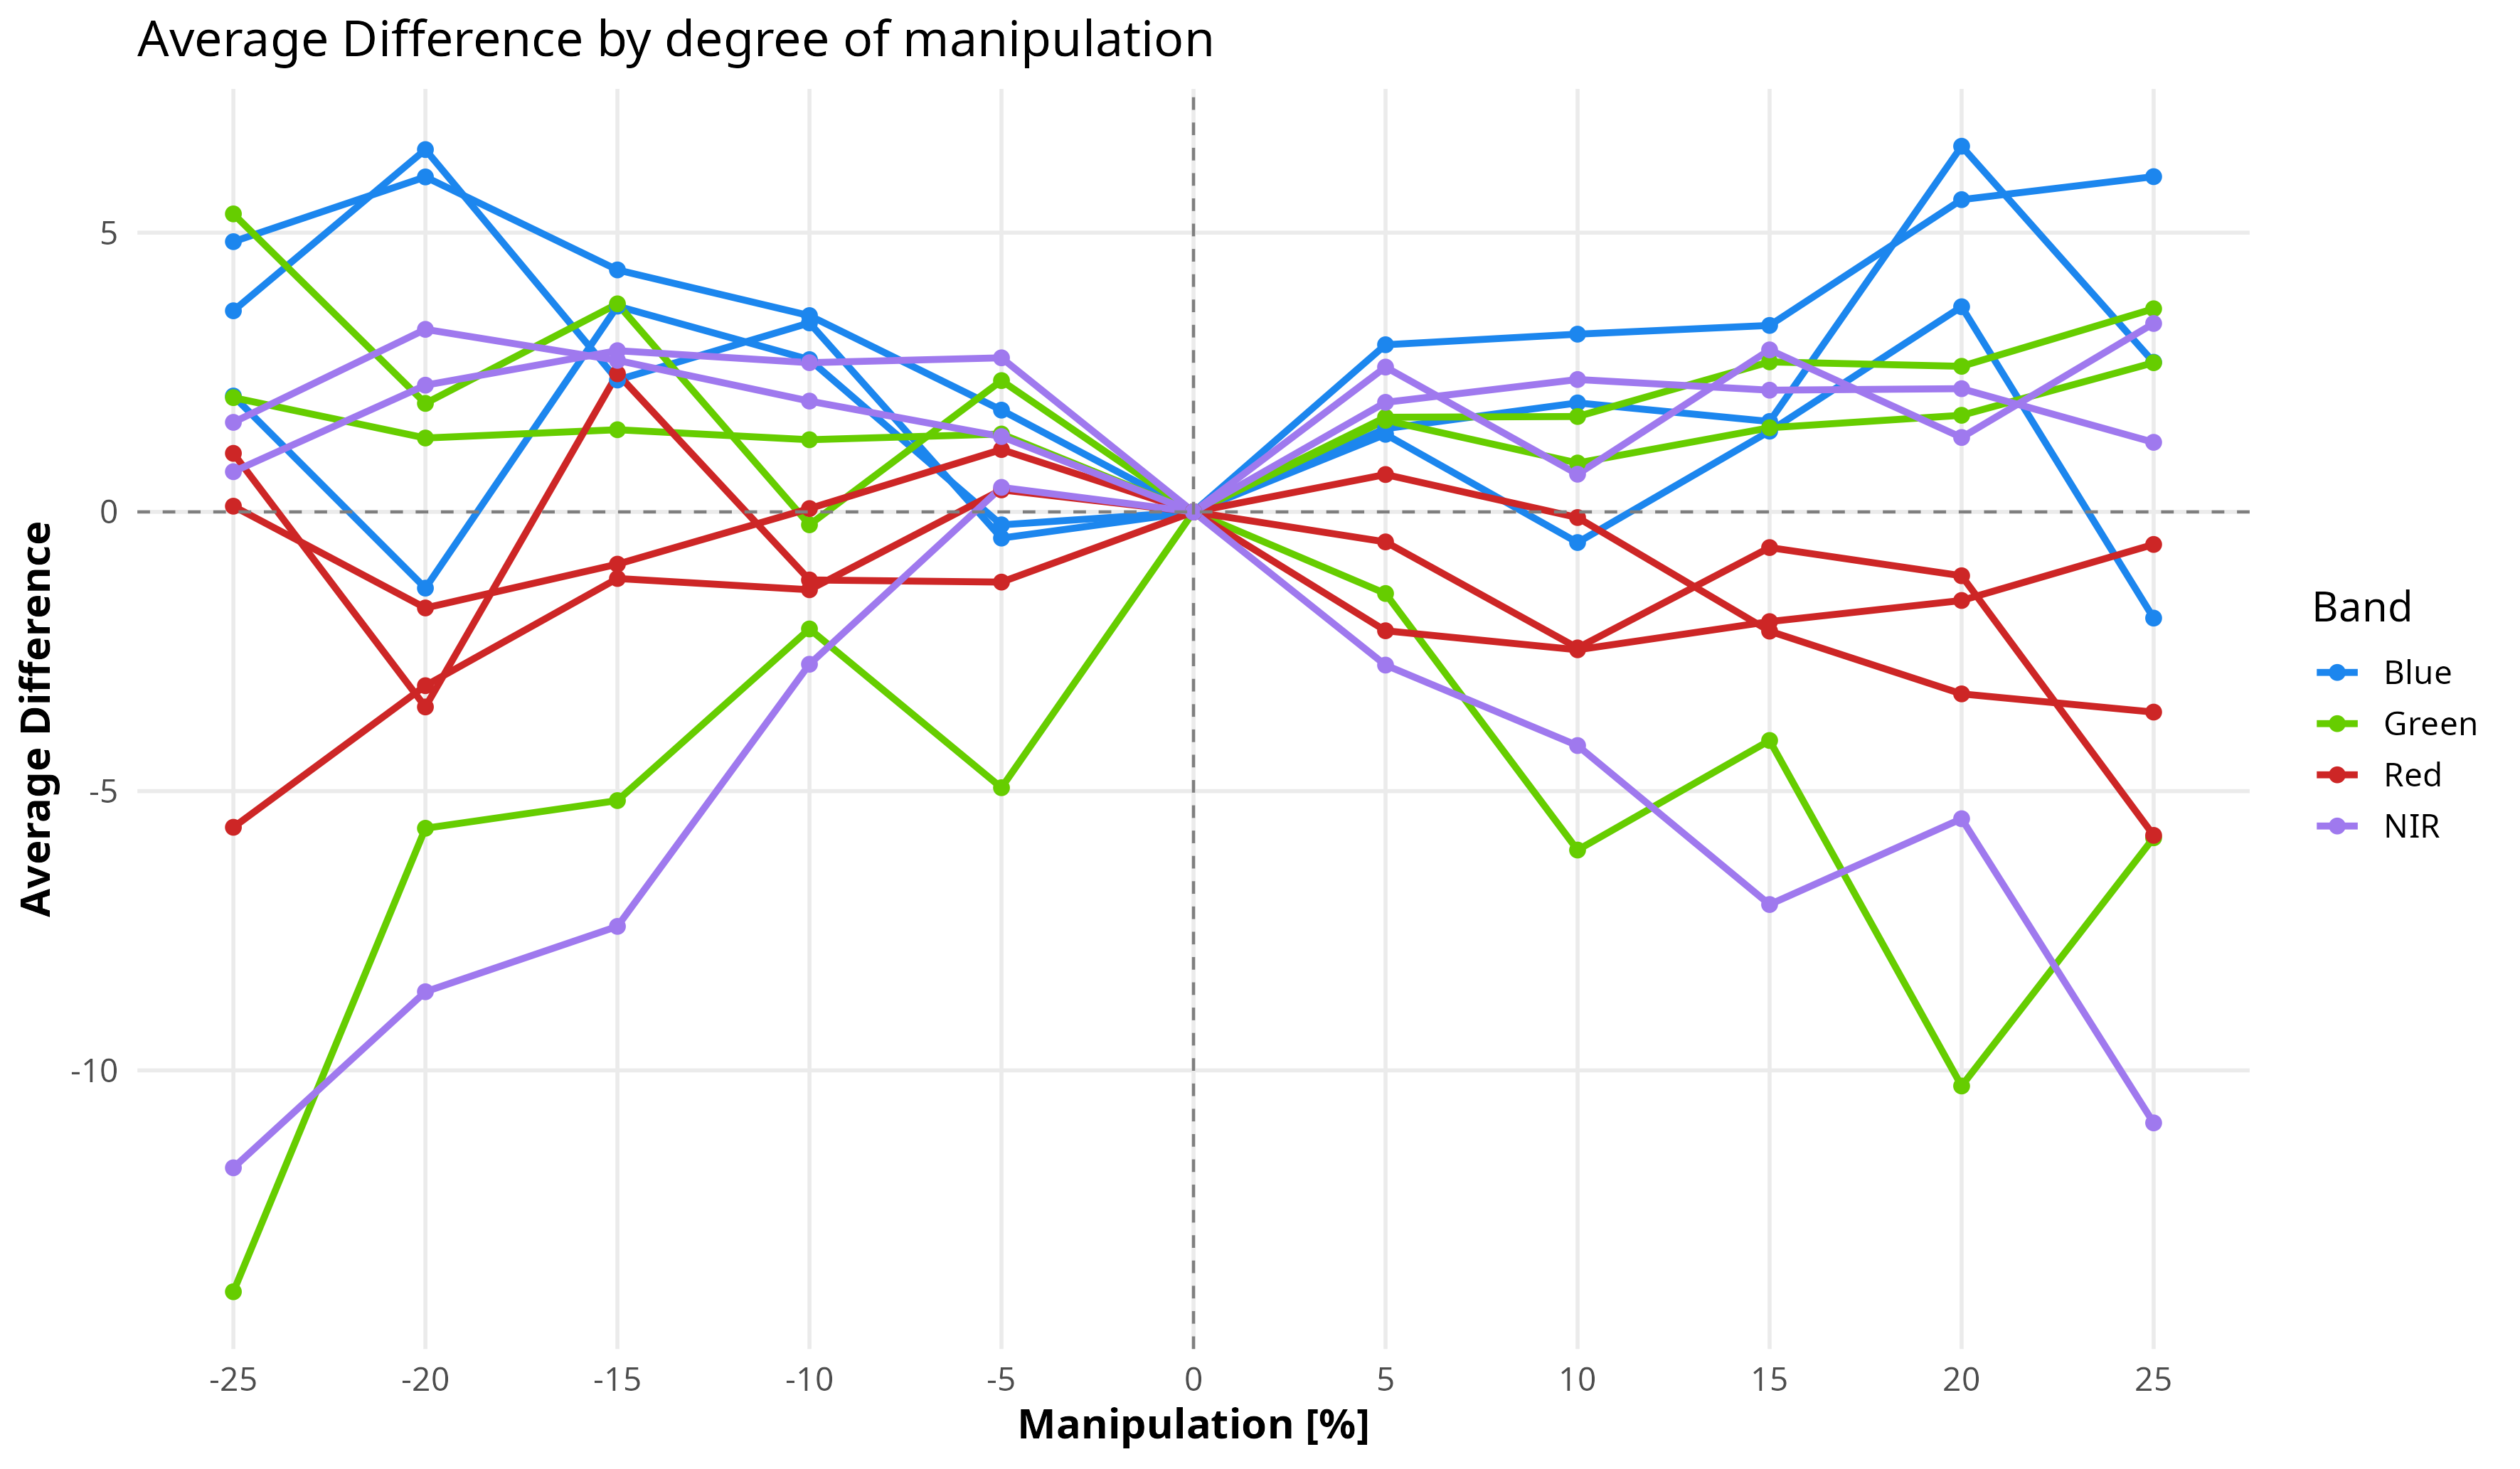 Average Difference by degree of manipulation
Average Difference
5
0
-5
-10
-25 -20 -15 -10 -5 0 5 10 15 20 25
Manipulation [%]
Band
Blue
Green
Red
NIR